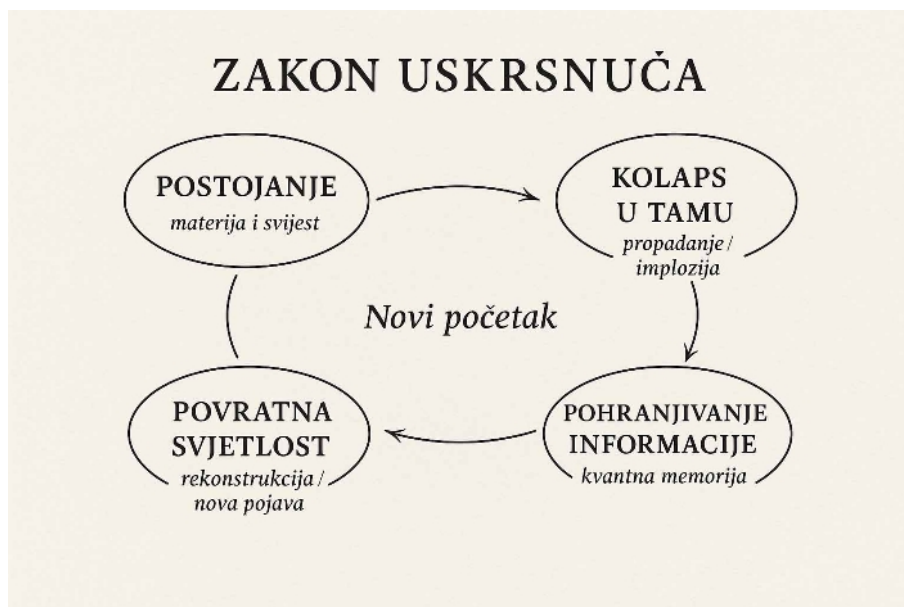 ZAKON USKRSNUĊA
POSTOJANJE
materija i svijest
KOLAPS
U TAMU
propadanje /
implozija
Novi početak
POVRATNA
SVJETLOST
rekonstrukcija /
nova pojava
POHRANJIVANJE
INFORMACIJE
kvantna memorija